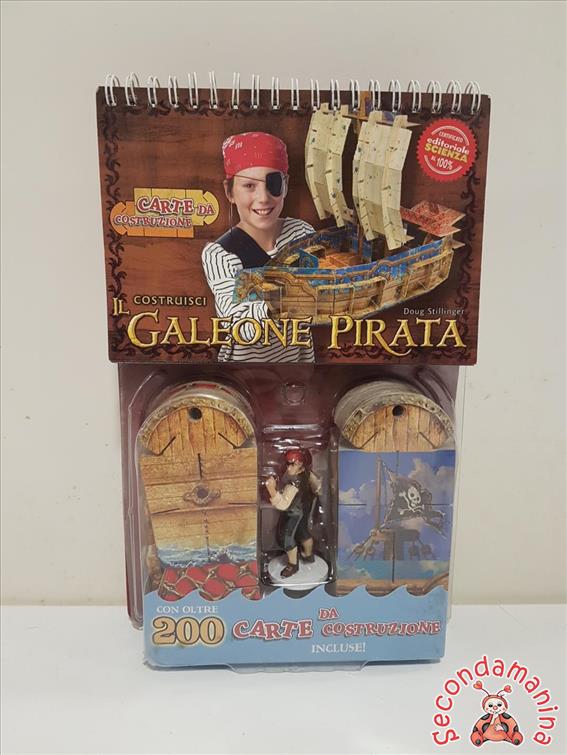 CERTIFICATO
editoriale
SCIENZA
AL 100%
CARTE DA
COSTRUZIONE
COSTRUISCI
Doug Stillinger
IL GALEONE PIRATA
CON OLTRE
200 CARTE DA COSTRUZIONE
INCLUSE!
Secondamanina